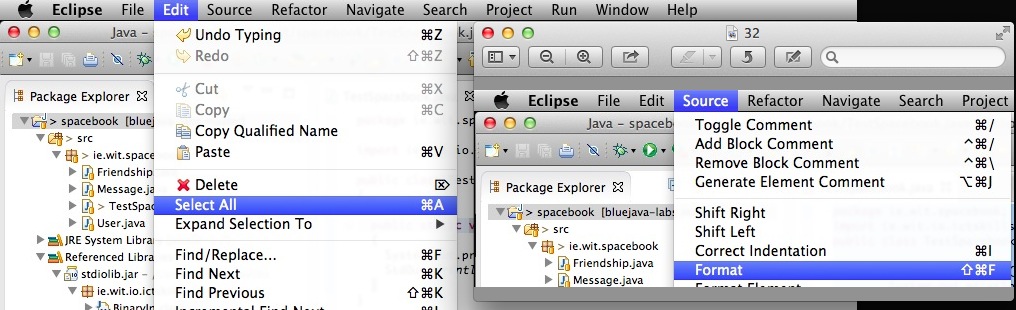 Eclipse File Edit Source Refactor Navigate Search Project Run Window Help
Java –
Undo Typing ⌘Z
Redo ⇧⌘Z
Cut ⌘X
Copy ⌘C
Copy Qualified Name
Paste ⌘V
Delete ⌦
Select All ⌘A
Expand Selection To ▶
Find/Replace... ⌘F
Find Next ⌘K
Find Previous ⇧⌘K
Incremental Find Next ⌘J
Package Explorer
> spacebook [bluej
> src
> ie.wit.space
Friendship
Message.ja
> TestSpac
User.java
JRE System Libra
Referenced Libra
stdiolib.jar –
ie.wit.io.ict
BinaryIn
32
Eclipse File Edit Source Refactor Navigate Search Project
Java – spacebo
Toggle Comment ⌘/
Add Block Comment ^⌘/
Remove Block Comment ^⌘\
Generate Element Comment ⌥⌘J
Shift Right
Shift Left
Correct Indentation ⌘I
Format ⇧⌘F
Format Element
Package Explorer
> spacebook [bluejava-labs
> src
> ie.wit.spacebook
Friendship.java
Message.java